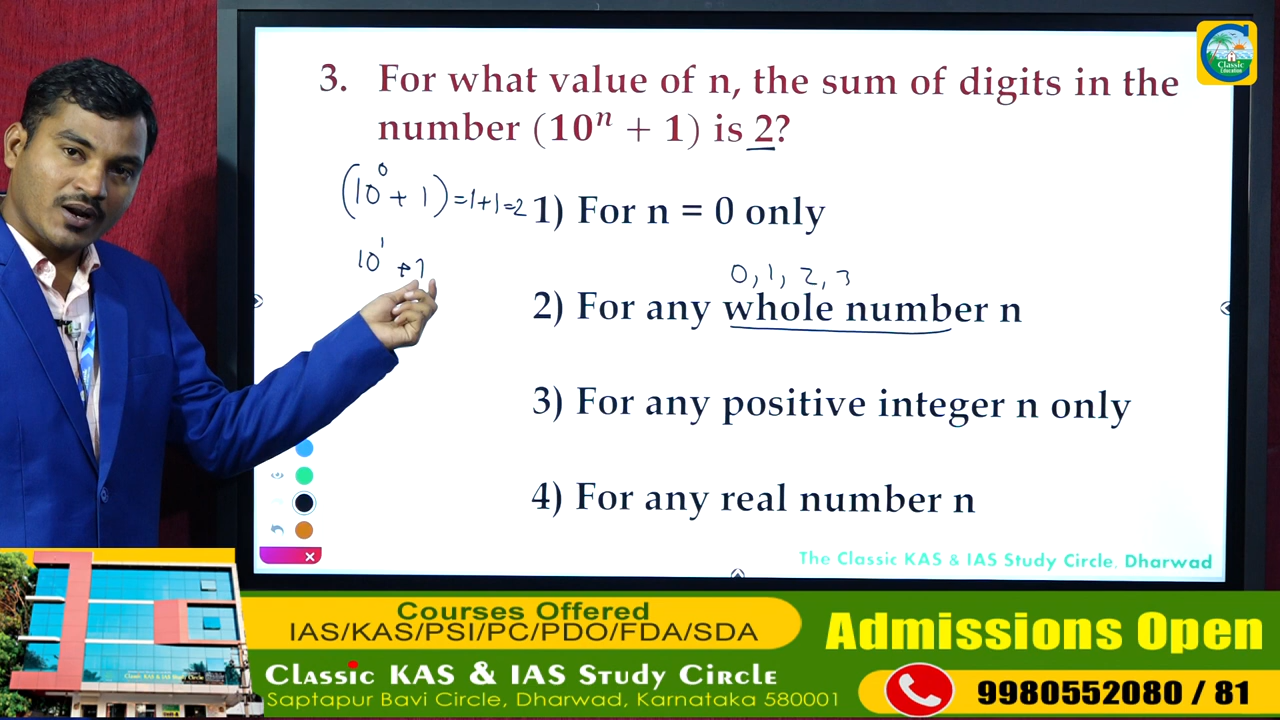 3. For what value of n, the sum of digits in the
number (10ⁿ + 1) is 2?
(10⁰ + 1) = 1+1=2
1) For n = 0 only
10¹ +1
0, 1, 2, 3
2) For any whole number n
3) For any positive integer n only
4) For any real number n
The Classic KAS & IAS Study Circle, Dharwad
Classic
Education
Courses Offered
IAS/KAS/PSI/PC/PDO/FDA/SDA
Classic KAS & IAS Study Circle
Saptapur Bavi Circle, Dharwad, Karnataka 580001
Admissions Open
9980552080 / 81